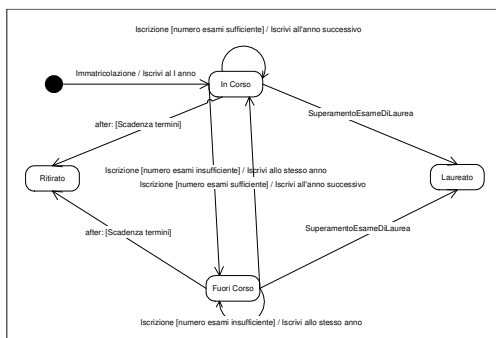 Iscrizione [numero esami sufficiente] / Iscrivi all'anno successivo
Immatricolazione / Iscrivi al I anno
In Corso
after: [Scadenza termini]
SuperamentoEsameDiLaurea
Iscrizione [numero esami insufficiente] / Iscrivi allo stesso anno
Ritirato
Iscrizione [numero esami sufficiente] / Iscrivi all'anno successivo
Laureato
after: [Scadenza termini]
SuperamentoEsameDiLaurea
Fuori Corso
Iscrizione [numero esami insufficiente] / Iscrivi allo stesso anno